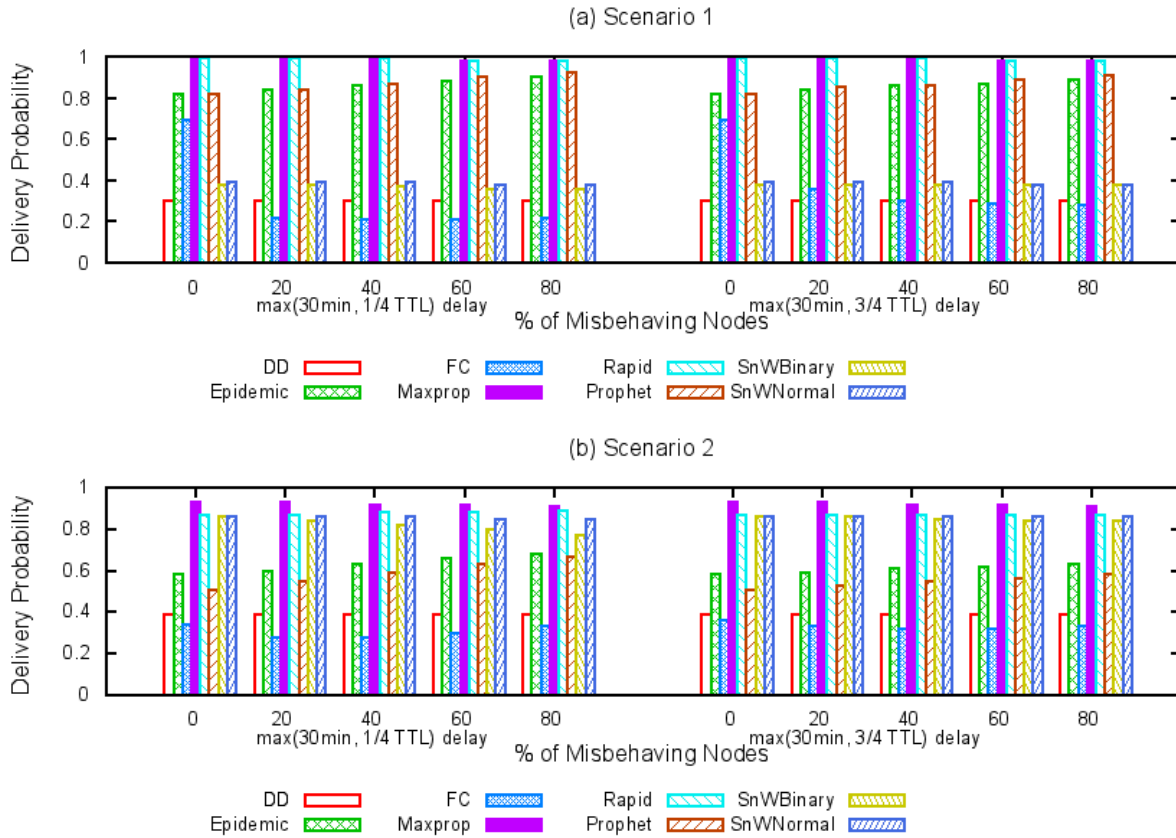 (a) Scenario 1
Delivery Probability
1
0.8
0.6
0.4
0.2
0
0 20 40 60 80 0 20 40 60 80
max(30min, 1/4 TTL) delay max(30min, 3/4 TTL) delay
% of Misbehaving Nodes
DD FC Rapid SnWBinary
Epidemic Maxprop Prophet SnWNormal
(b) Scenario 2
Delivery Probability
1
0.8
0.6
0.4
0.2
0
0 20 40 60 80 0 20 40 60 80
max(30min, 1/4 TTL) delay max(30min, 3/4 TTL) delay
% of Misbehaving Nodes
DD FC Rapid SnWBinary
Epidemic Maxprop Prophet SnWNormal